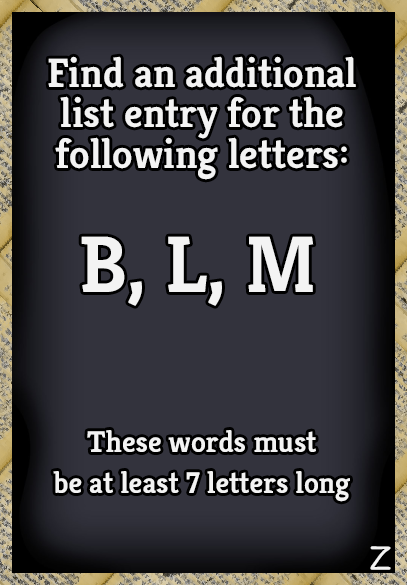 Find an additional
list entry for the
following letters:
B, L, M
These words must
be at least 7 letters long
Z